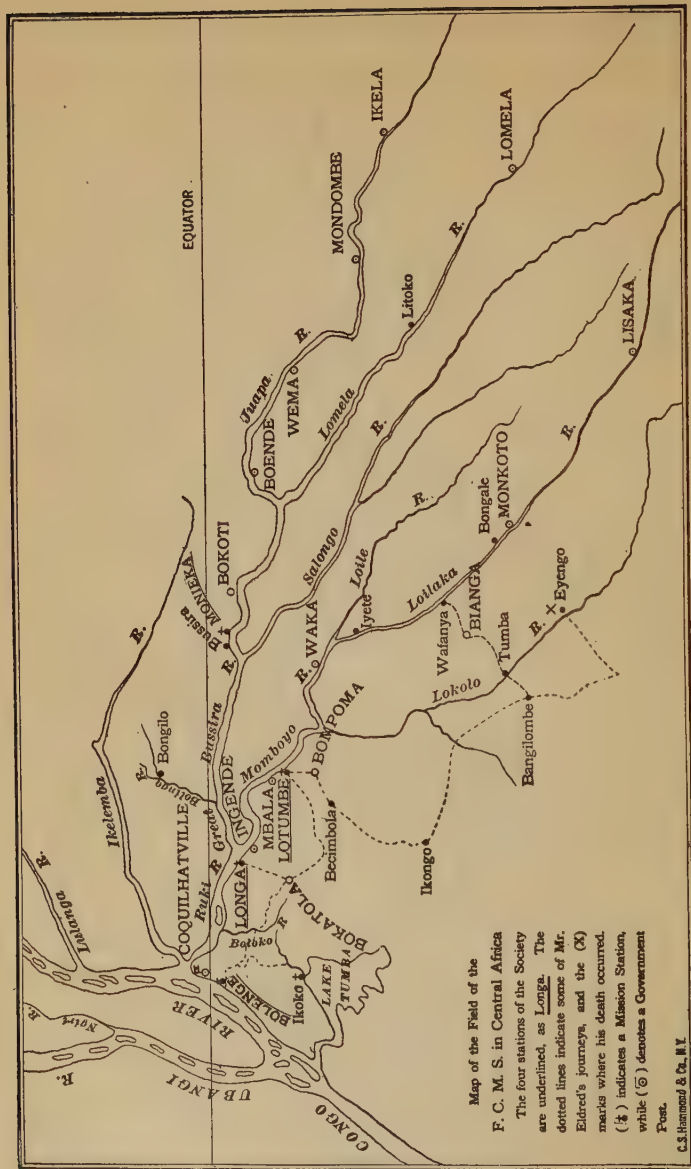 EQUATOR
IKELA
MONDOMBE
LOMELA
R.
Litoko
Juapa
R.
WEMA
BOENDE
Lomela
LISAKA
R.
R.
Salongo
BOKOTI
MONIEKA
Bussira
R.
R.
Loile
R.
Bongale
MONKOTO
Iyete
Loilaka
Wafanya
BIANGA
Eyengo
R.
Tumba
WAKA
R.
Lokolo
Bangilombe
Ikelemba
R.
Bongilo
R.
Bussira
Great
INGENDE
Momboyo
BOMPOMA
MBALA
LOTUMBE
Becimbola
Ikongo
COQUILHATVILLE
Ruki R
LONGA
BOKATOLA
Boloko
R
Lulanga
R.
BOLENGE
Ikoko
LAKE
TUMBA
Ngiri
R.
R.
UBANGI
RIVER
CONGO
Map of the Field of the
F. C. M. S. in Central Africa
The four stations of the Society
are underlined, as Longa. The
dotted lines indicate some of Mr.
Eldred's journeys, and the (X)
marks where his death occurred.
( ) indicates a Mission Station,
while ( ) denotes a Government
Post.
C.S. Hammond & Co., N.Y.